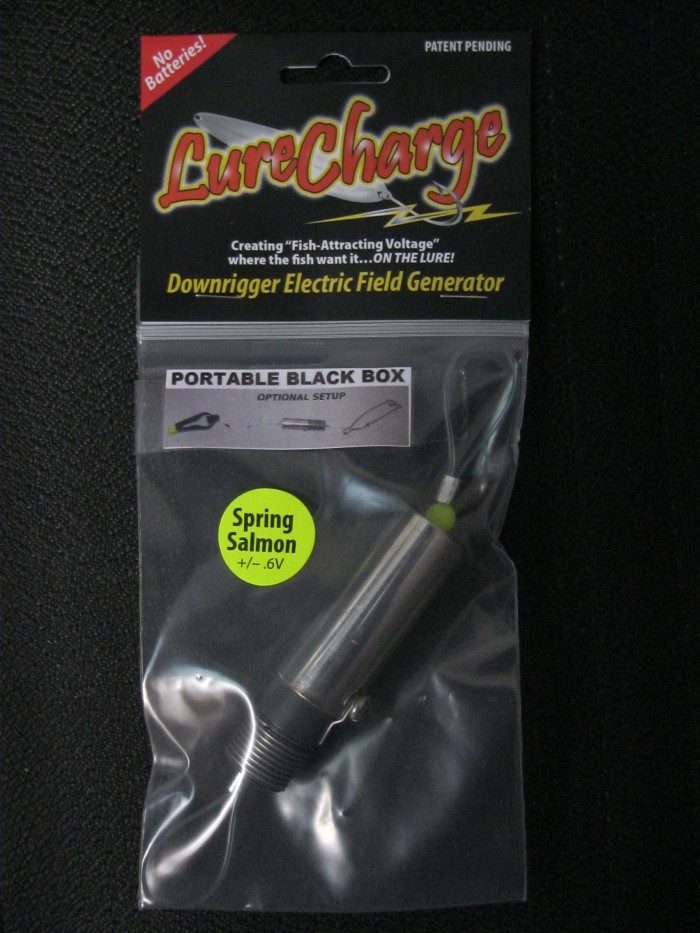 No
Batteries!
PATENT PENDING
LureCharge
Creating "Fish-Attracting Voltage"
where the fish want it...ON THE LURE!
Downrigger Electric Field Generator
PORTABLE BLACK BOX
OPTIONAL SETUP
Spring
Salmon
+/– .6V